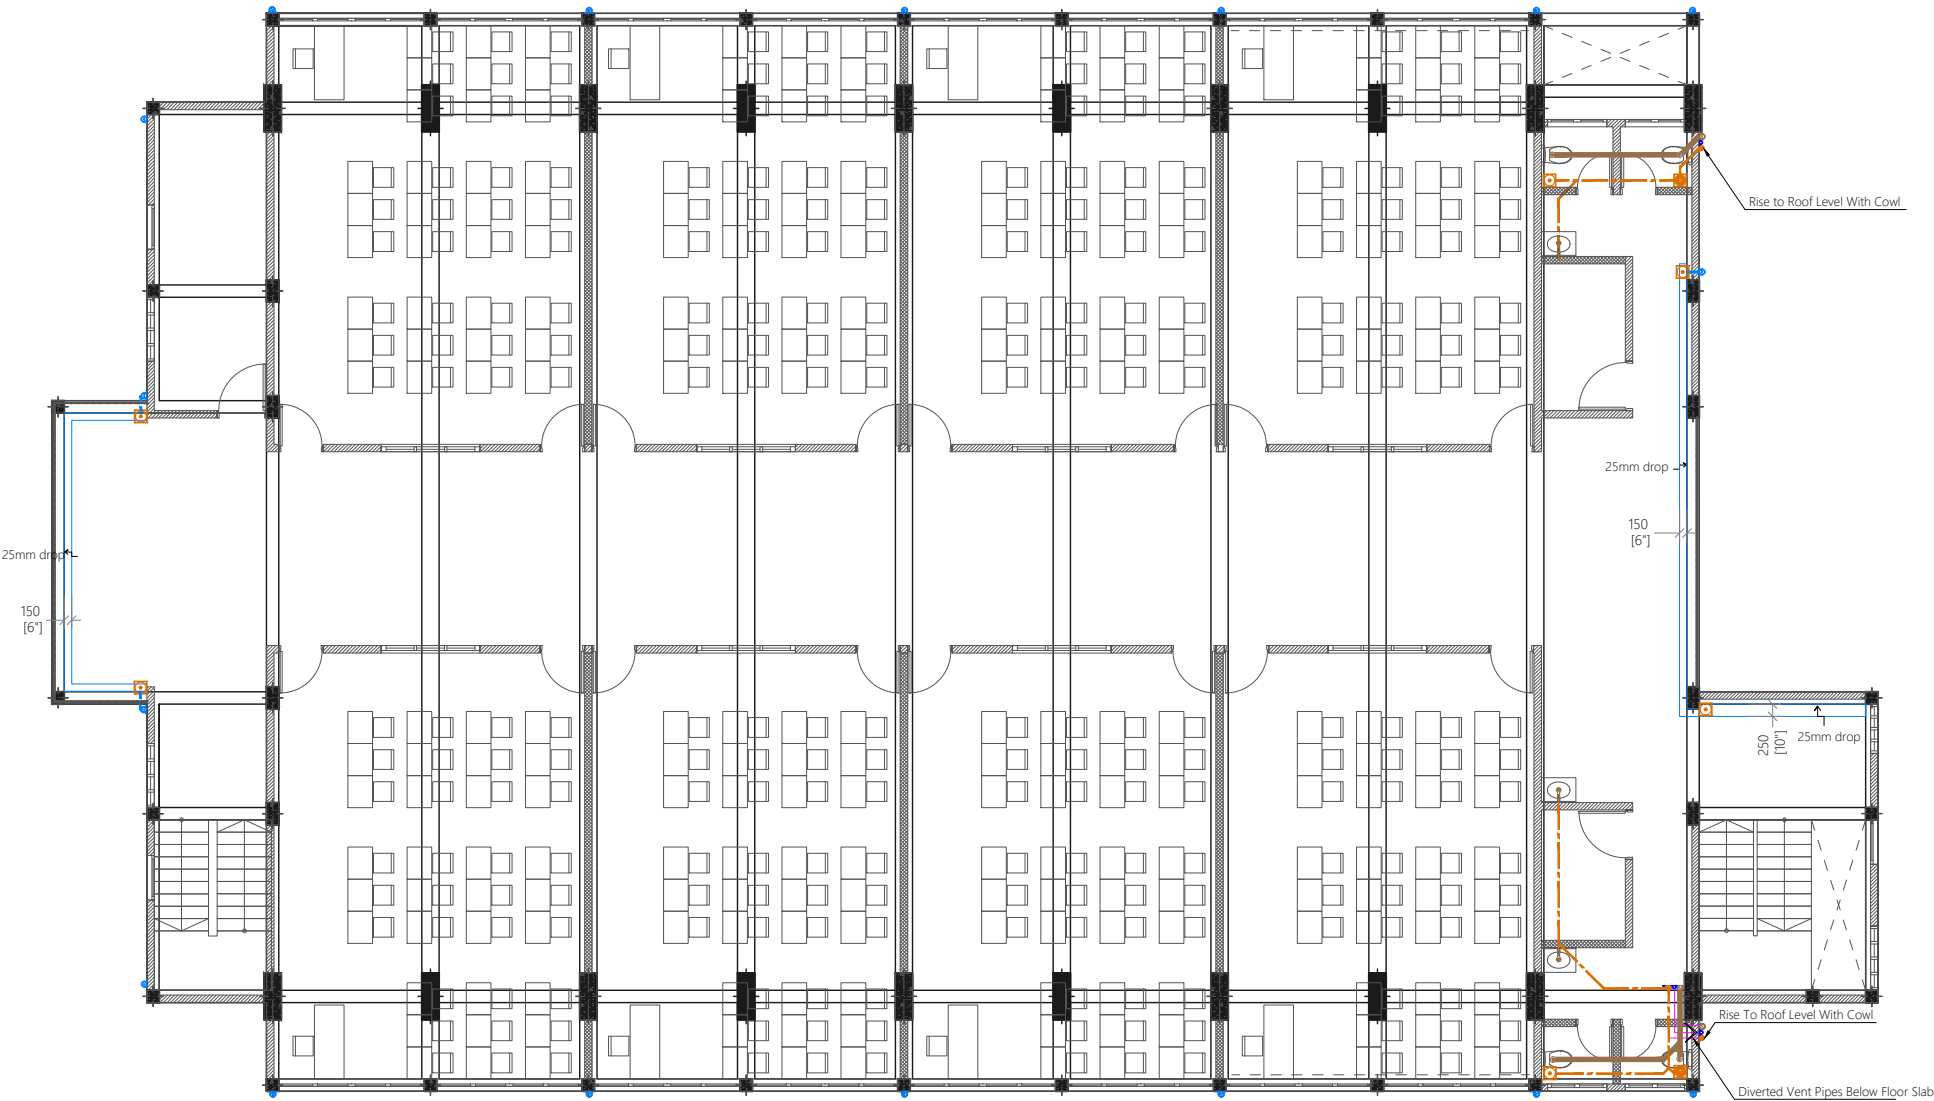 Rise to Roof Level With Cowl
25mm drop
150
[6"]
25mm drop
150
[6"]
250
[10"]
25mm drop
Rise To Roof Level With Cowl
Diverted Vent Pipes Below Floor Slab